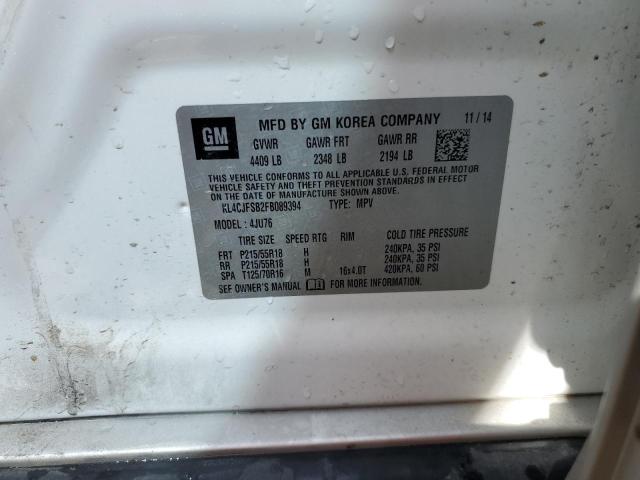 GM MFD BY GM KOREA COMPANY 11/14
GVWR GAWR FRT GAWR RR
4409 LB 2348 LB 2194 LB
THIS VEHICLE CONFORMS TO ALL APPLICABLE U.S. FEDERAL MOTOR
VEHICLE SAFETY AND THEFT PREVENTION STANDARDS IN EFFECT ON
THE DATE OF MANUFACTURE SHOWN ABOVE.
KL4CJFSB2FB089394 TYPE: MPV
MODEL: 4JU76
TIRE SIZE SPEED RTG RIM COLD TIRE PRESSURE
FRT P215/55R18 H 240KPA, 35 PSI
RR P215/55R18 H 240KPA, 35 PSI
SPA T125/70R16 M 16x4.0T 420KPA, 60 PSI
SEE OWNER'S MANUAL FOR MORE INFORMATION.